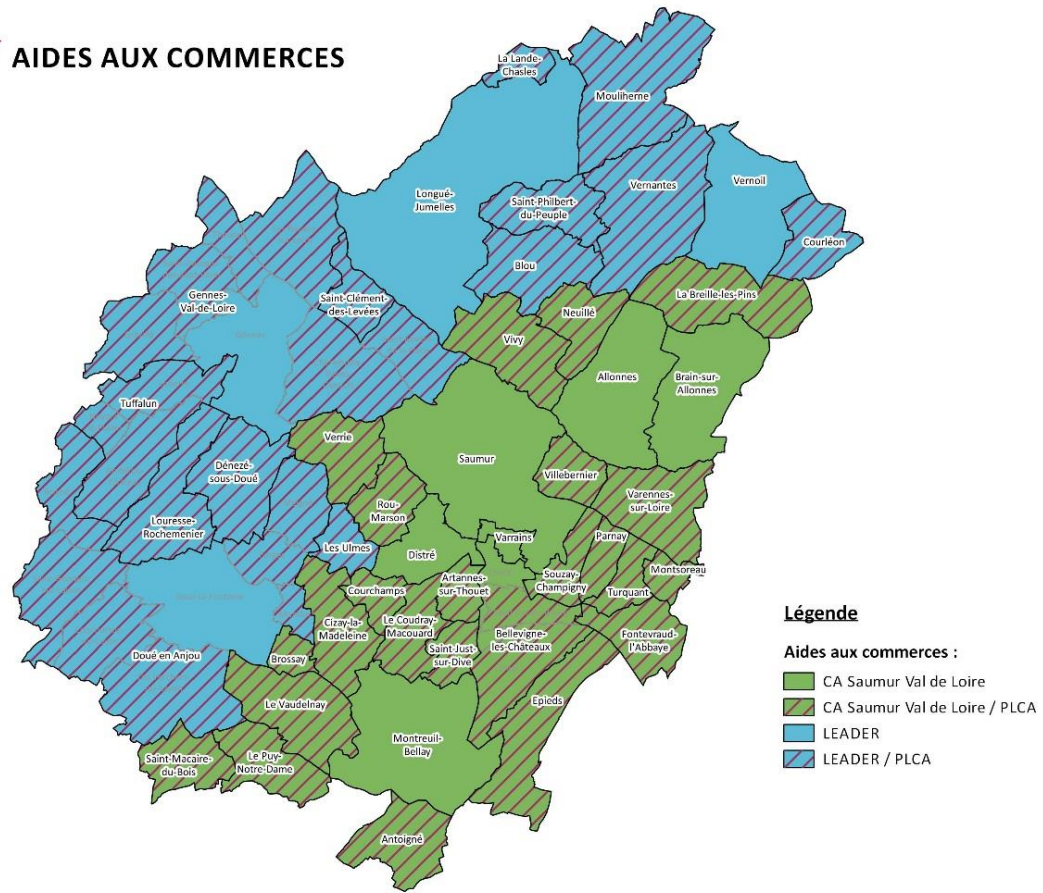 AIDES AUX COMMERCES
La Lande-
Chasles
Mouliherne
Longué-
Jumelles
Saint-Philbert-
du-Peuple
Vernantes
Vernoil
Courléon
Blou
Gennes-
Val-de-Loire
Saint-Clément-
des-Levées
La Breille-les-Pins
Neuillé
Vivy
Allonnes
Brain-sur-
Allonnes
Tuffalun
Verrie
Saumur
Villebernier
Dénezé-
sous-Doué
Varennes-
sur-Loire
Rou-
Marson
Louresse-
Rochemenier
Les Ulmes
Distré
Varrains
Parnay
Montsoreau
Souzay-
Champigny
Turquant
Artannes-
sur-Thouet
Courchamps
Cizay-la-
Madeleine
Le Coudray-
Macouard
Saint-Just-
sur-Dive
Bellevigne-
les-Châteaux
Fontevraud-
l'Abbaye
Doué en Anjou
Brossay
Le Vaudelnay
Epieds
Montreuil-
Bellay
Saint-Macaire-
du-Bois
Le Puy-
Notre-Dame
Antoigné
Légende
Aides aux commerces :
CA Saumur Val de Loire
CA Saumur Val de Loire / PLCA
LEADER
LEADER / PLCA